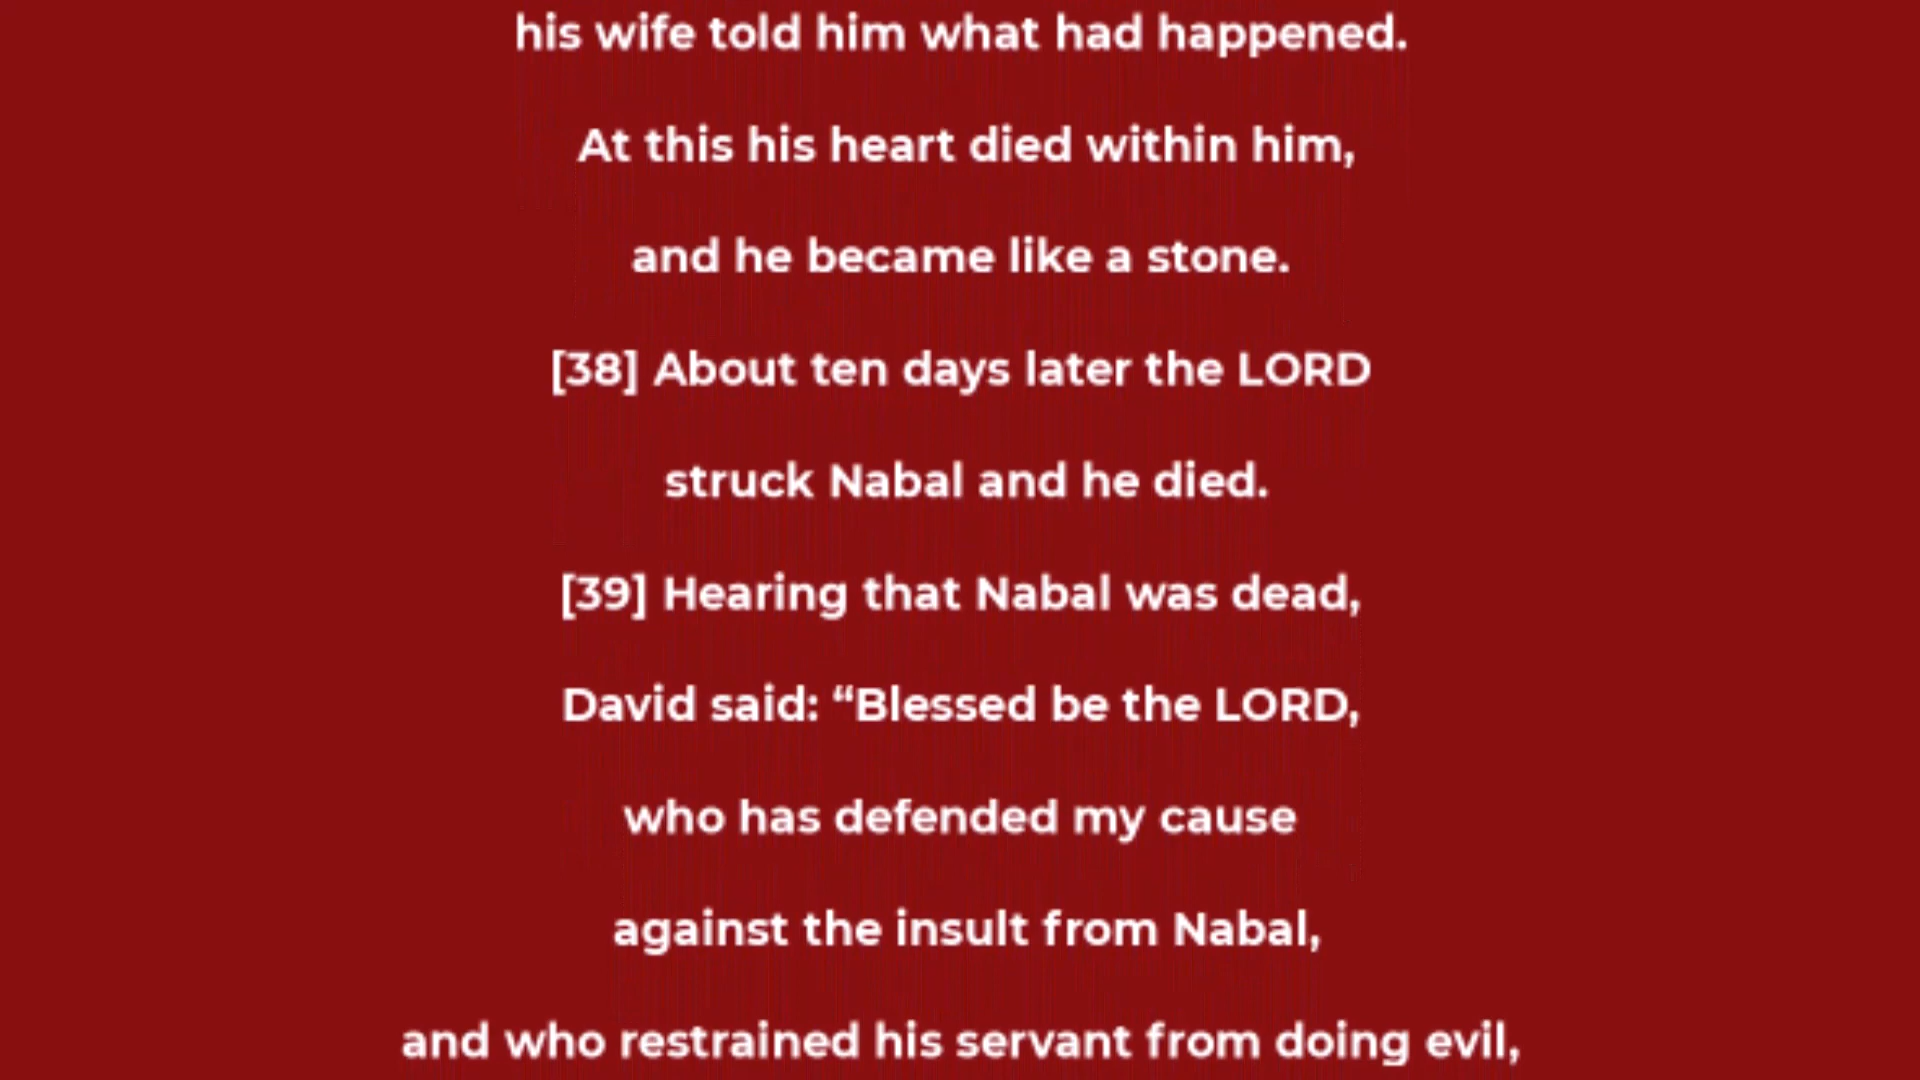 his wife told him what had happened.
At this his heart died within him,
and he became like a stone.
[38] About ten days later the LORD
struck Nabal and he died.
[39] Hearing that Nabal was dead,
David said: “Blessed be the LORD,
who has defended my cause
against the insult from Nabal,
and who restrained his servant from doing evil,